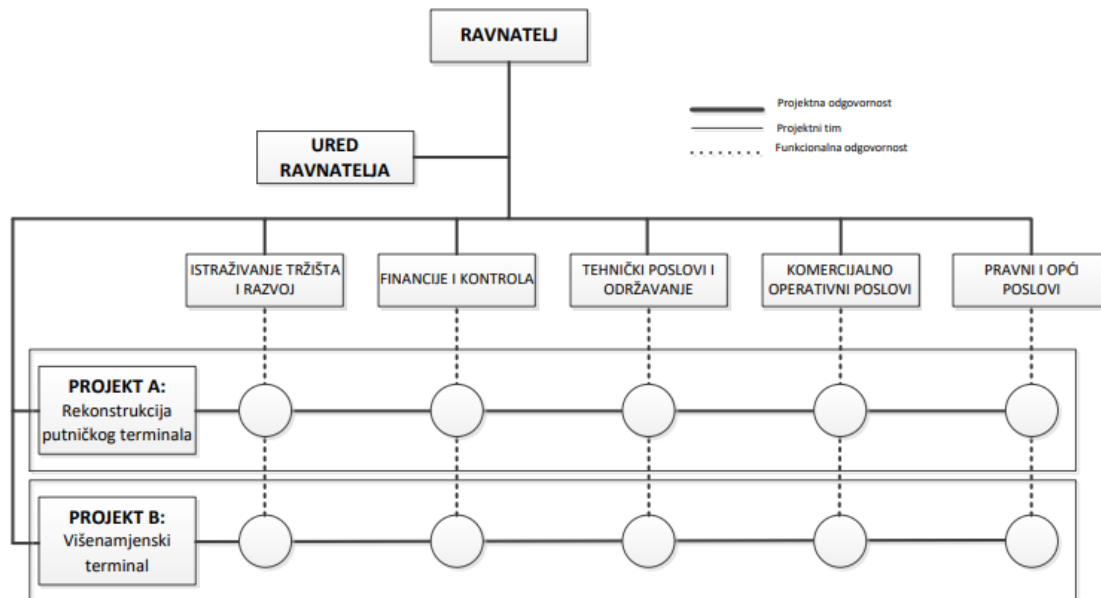 RAVNATELJ
Projektna odgovornost
Projektni tim
Funkcionalna odgovornost
URED
RAVNATELJA
ISTRAŽIVANJE TRŽIŠTA
I RAZVOJ
FINANCIJE I KONTROLA
TEHNIČKI POSLOVI I
ODRŽAVANJE
KOMERCIJALNO
OPERATIVNI POSLOVI
PRAVNI I OPĆI
POSLOVI
PROJEKT A:
Rekonstrukcija
putničkog terminala
PROJEKT B:
Višenamjenski
terminal